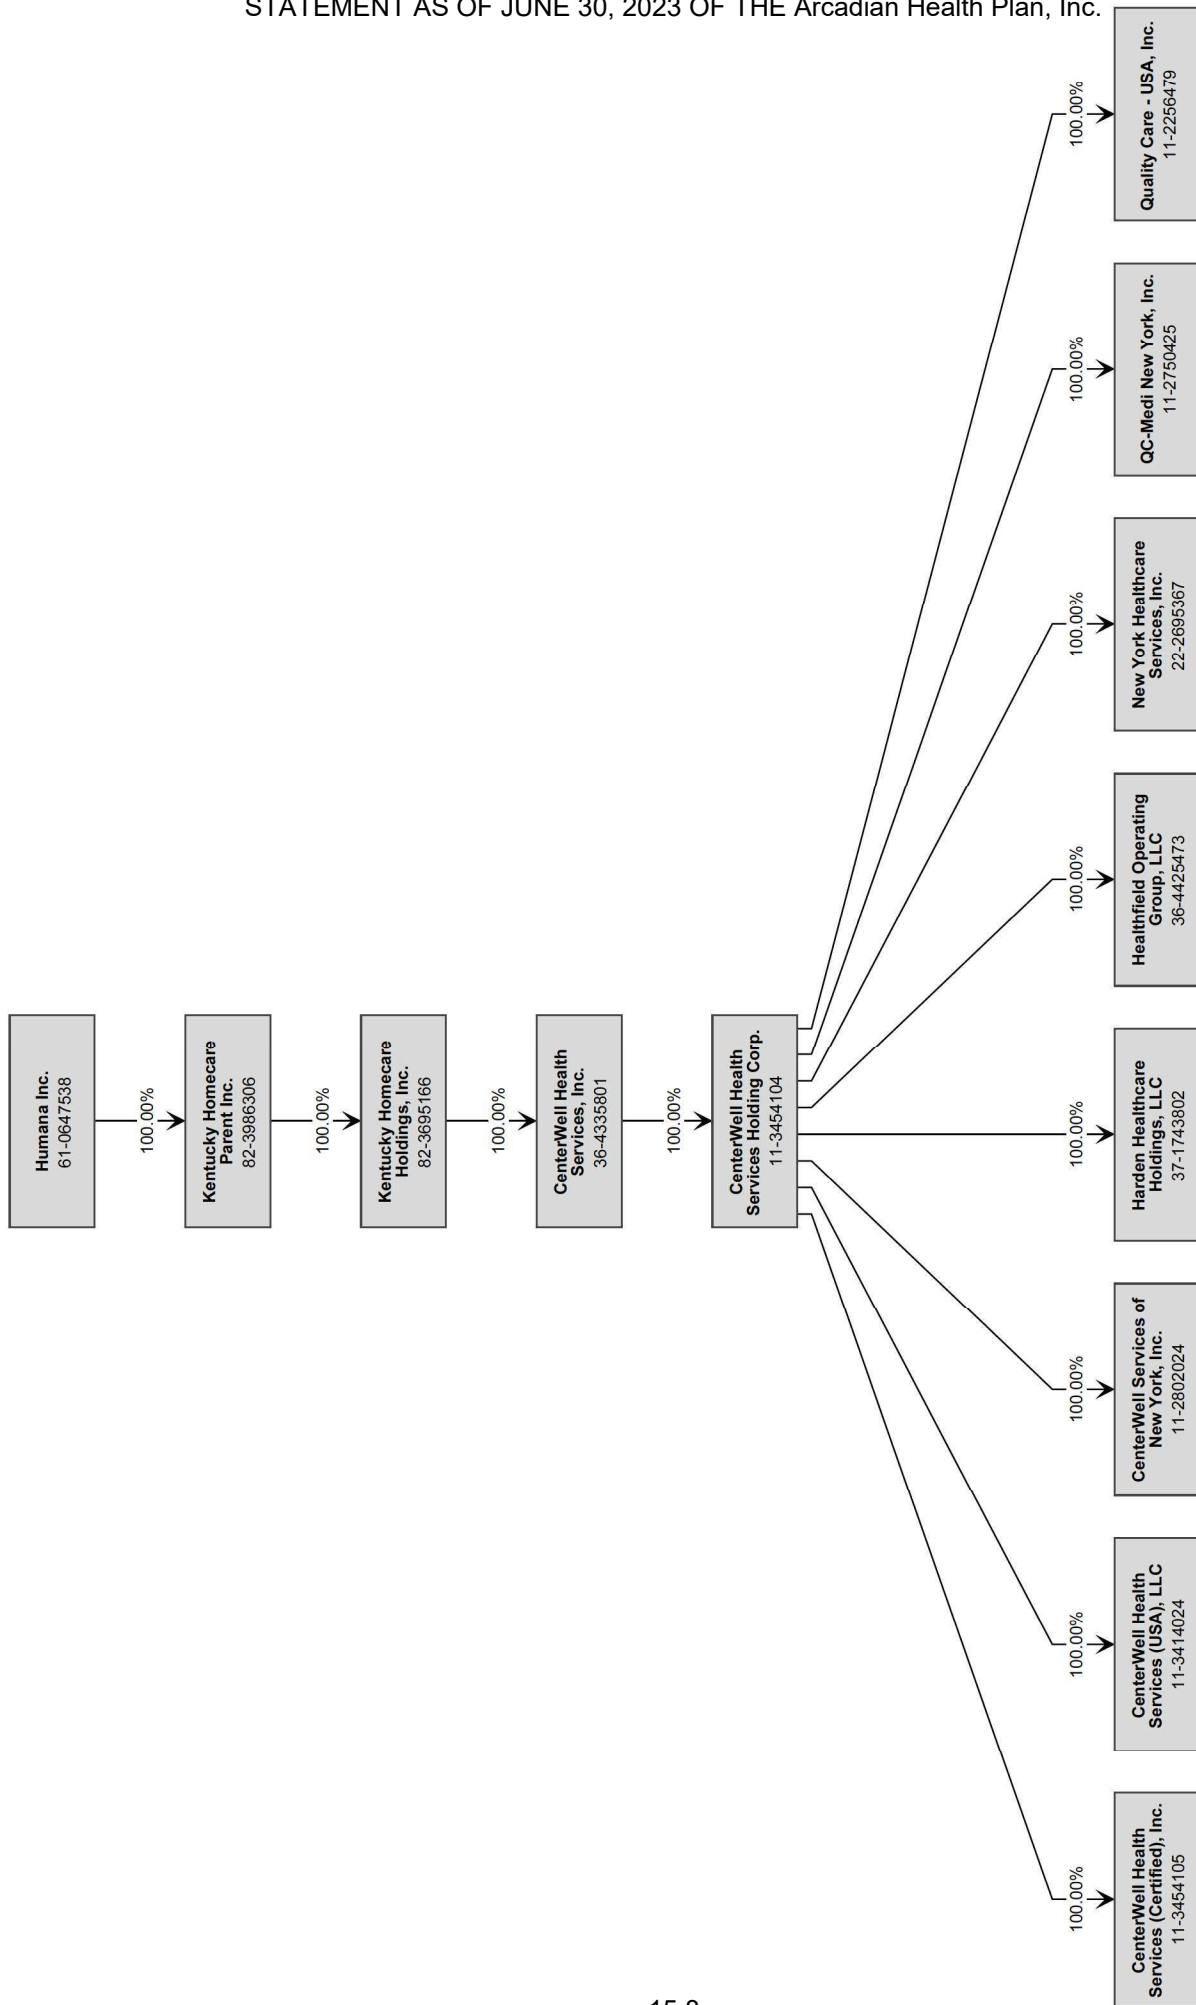 STATEMENT AS OF JUNE 30, 2023 OF THE Arcadian Health Plan, Inc.
Humana Inc.
61-0647538
100.00%
Kentucky Homecare
Parent Inc.
82-3986306
100.00%
Kentucky Homecare
Holdings, Inc.
82-3695166
100.00%
CenterWell Health
Services, Inc.
36-4335801
100.00%
CenterWell Health
Services Holding Corp.
11-3454104
100.00%
CenterWell Health
Services (Certified), Inc.
11-3454105
100.00%
CenterWell Health
Services (USA), LLC
11-3414024
100.00%
CenterWell Services of
New York, Inc.
11-2802024
100.00%
Harden Healthcare
Holdings, LLC
37-1743802
100.00%
Healthfield Operating
Group, LLC
36-4425473
100.00%
New York Healthcare
Services, Inc.
22-2695367
100.00%
QC-Medi New York, Inc.
11-2750425
100.00%
Quality Care - USA, Inc.
11-2256479